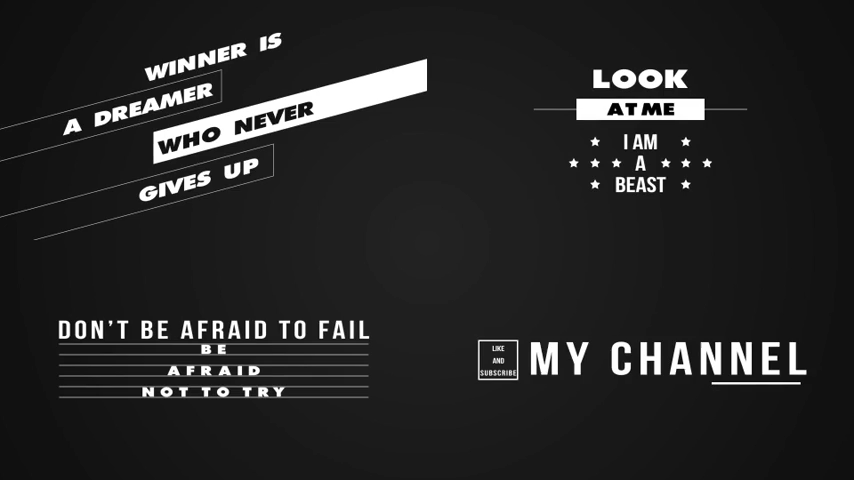 WINNER IS
A DREAMER
WHO NEVER
GIVES UP
LOOK
AT ME
I AM
A
BEAST
DON'T BE AFRAID TO FAIL
BE
AFRAID
NOT TO TRY
LIKE
AND
SUBSCRIBE
MY CHANNEL